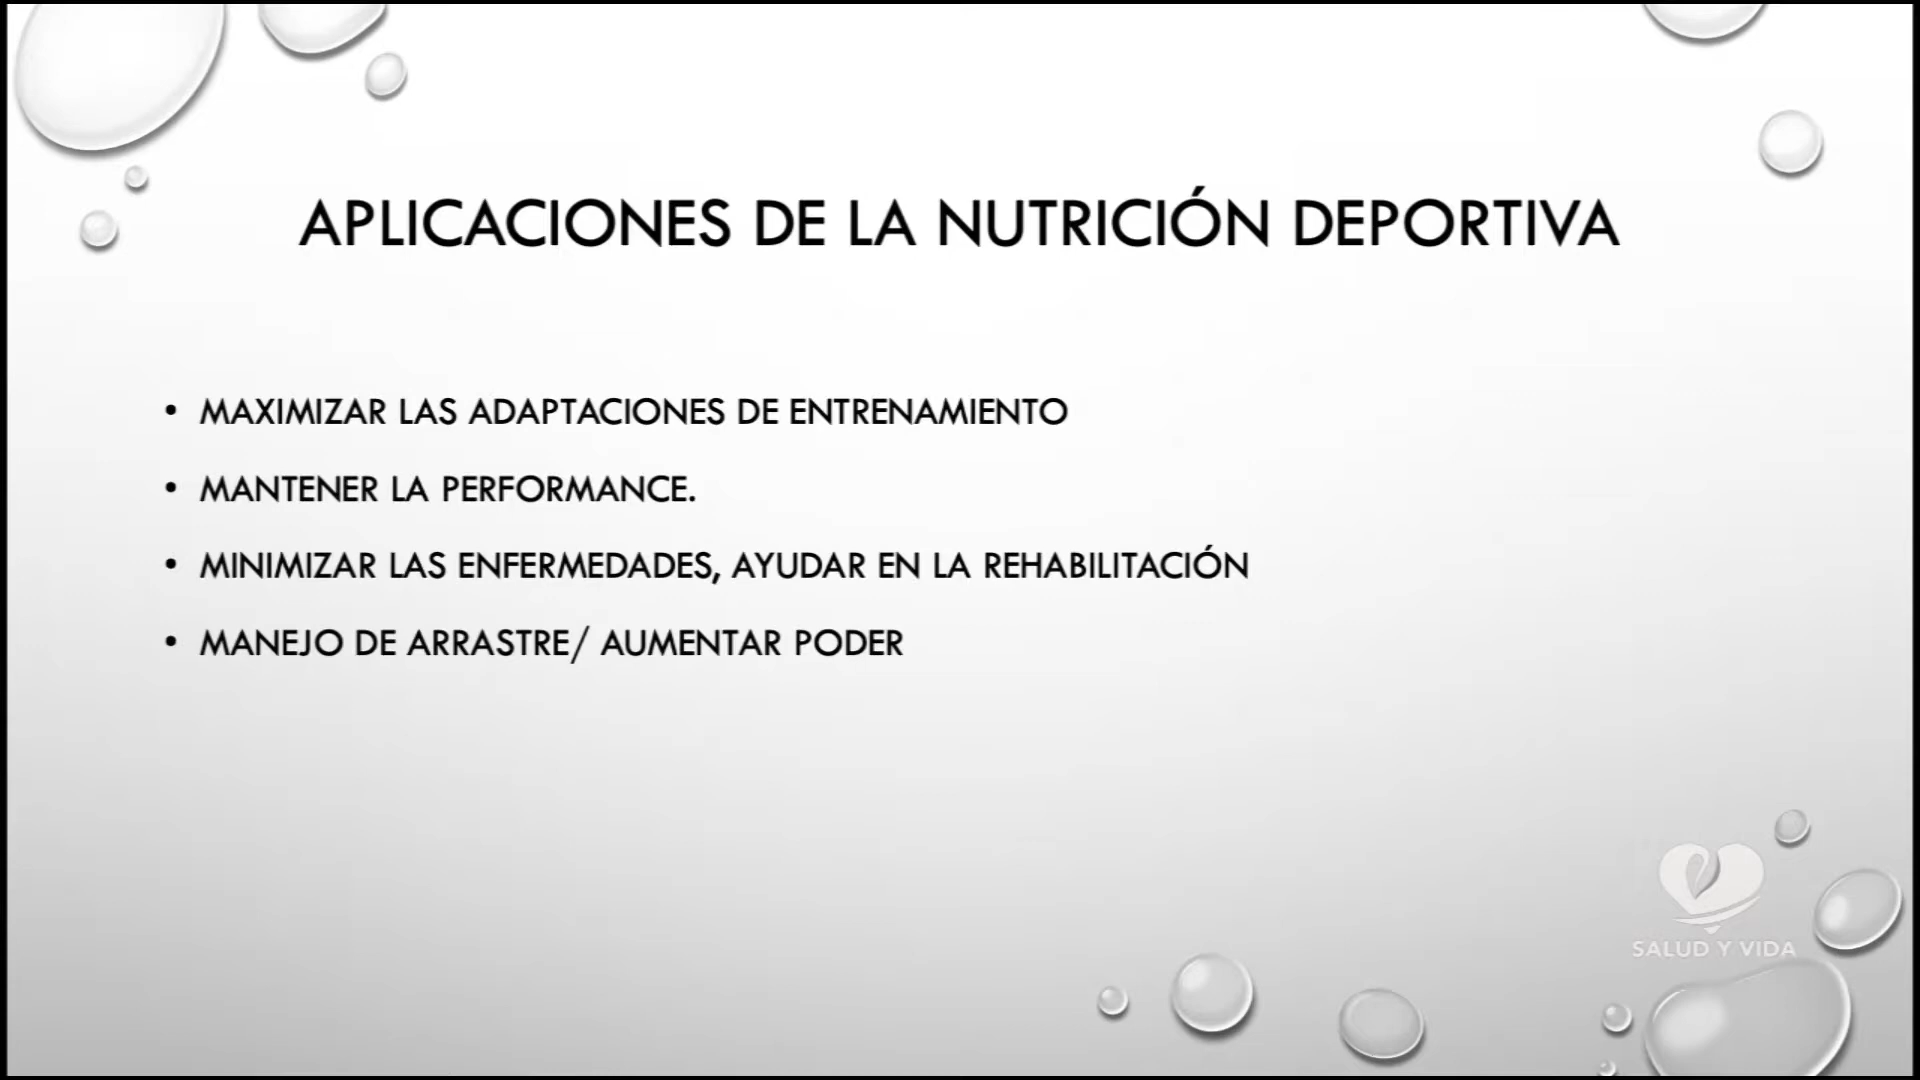 APLICACIONES DE LA NUTRICIÓN DEPORTIVA
• MAXIMIZAR LAS ADAPTACIONES DE ENTRENAMIENTO
• MANTENER LA PERFORMANCE.
• MINIMIZAR LAS ENFERMEDADES, AYUDAR EN LA REHABILITACIÓN
• MANEJO DE ARRASTRE/ AUMENTAR PODER
SALUD Y VIDA